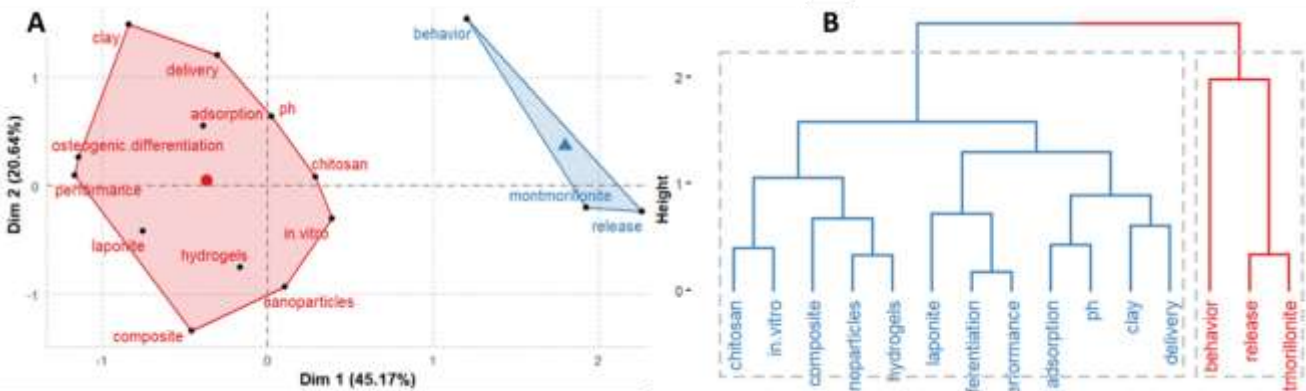 A
clay
delivery
adsorption
ph
osteogenic.differentiation
chitosan
performance
in.vitro
laponite
hydrogels
nanoparticles
composite
behavior
montmorillonite
release
1
0
-1
-1
0
1
2
Dim 2 (20.64%)
Dim 1 (45.17%)
B
2
1
0
Height
chitosan
in.vitro
composite
noparticles
hydrogels
laponite
ferentiation
erformance
adsorption
ph
clay
delivery
behavior
release
tmorillonite